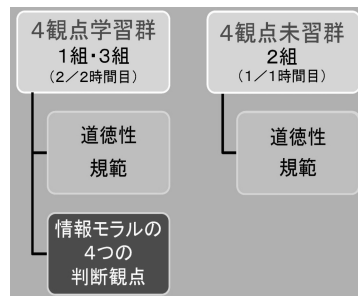 4観点学習群
1組・3組
(2/2時間目)
道徳性
規範
情報モラルの
4つの
判断観点
4観点未習群
2組
(1/1時間目)
道徳性
規範